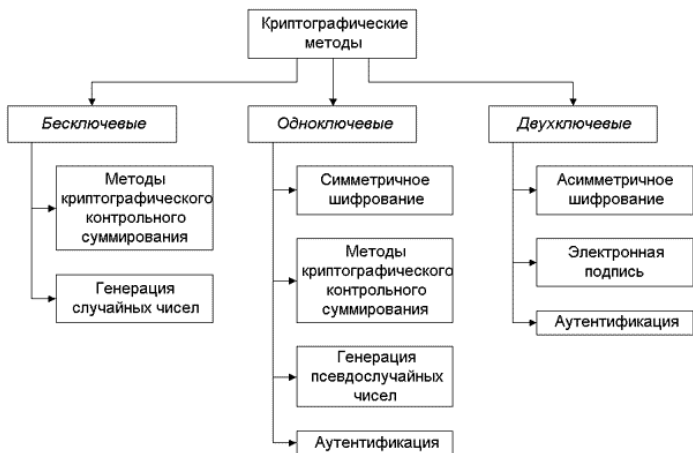 Криптографические
методы
Бесключевые
Одноключевые
Двухключевые
Методы
криптографического
контрольного
суммирования
Генерация
случайных чисел
Симметричное
шифрование
Методы
криптографического
контрольного
суммирования
Генерация
псевдослучайных
чисел
Аутентификация
Асимметричное
шифрование
Электронная
подпись
Аутентификация